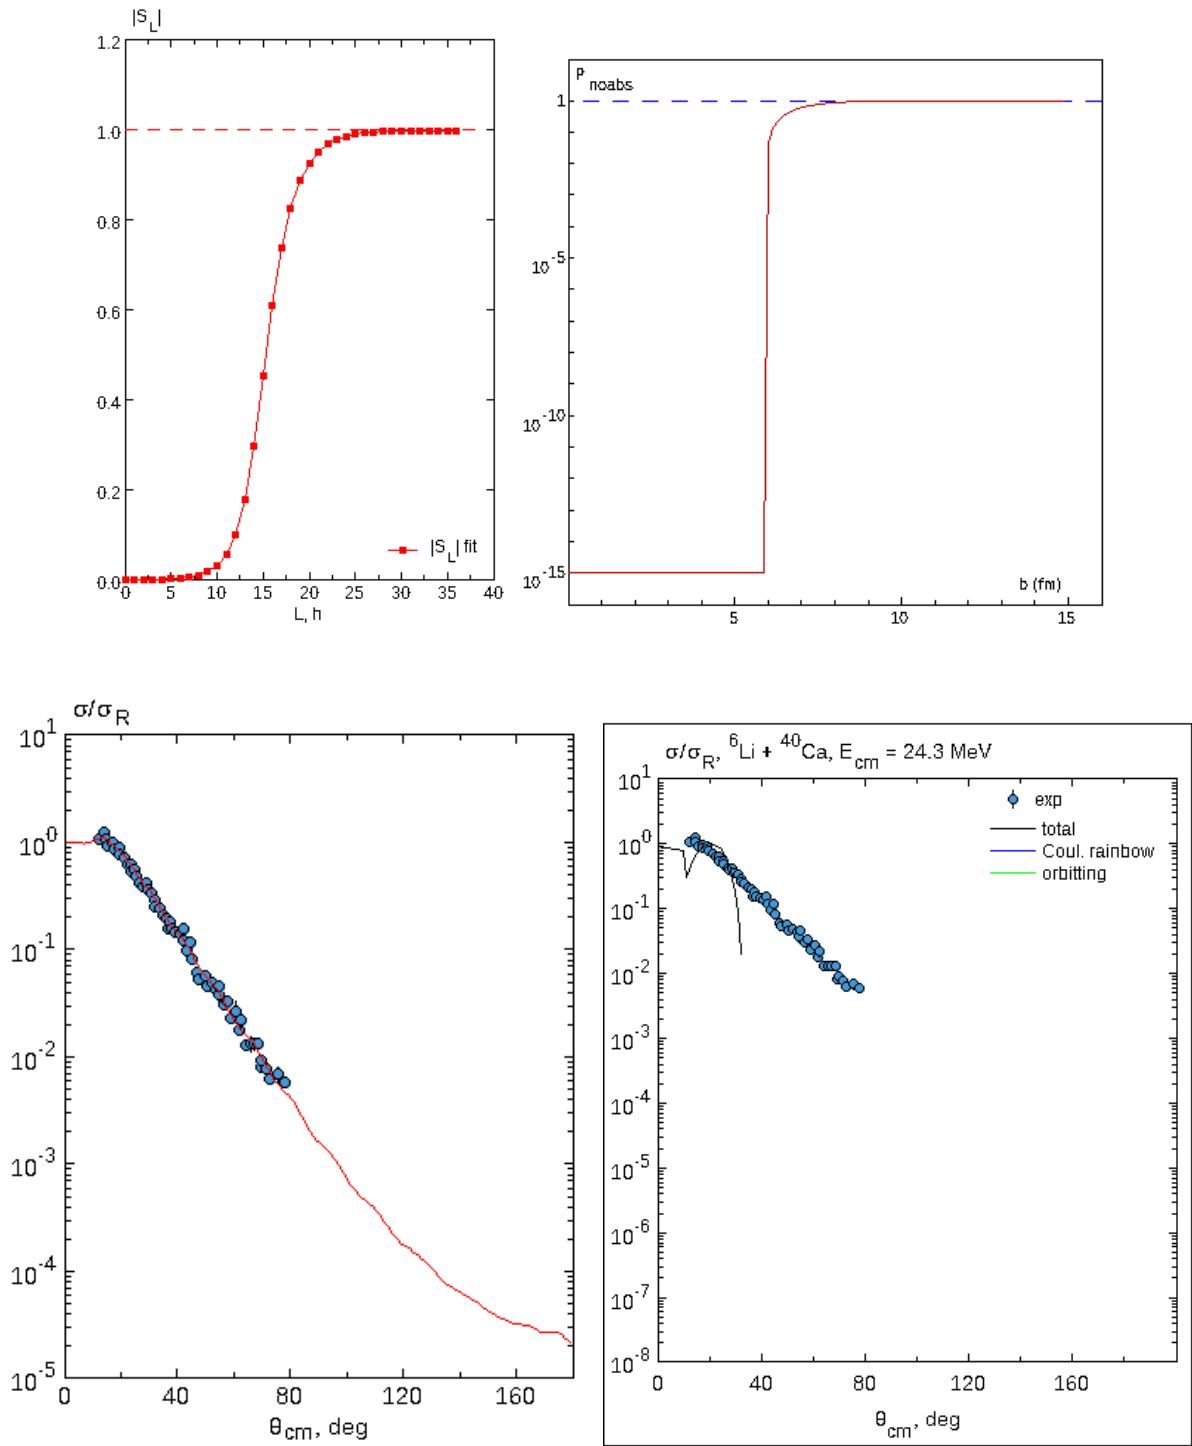 |S_L|
1.2
1.0
0.8
0.6
0.4
0.2
0.0
|S_L| fit
0 5 10 15 20 25 30 35 40
L, h
P_noabs
1
10^-5
10^-10
10^-15
b (fm)
5 10 15
σ/σ_R
10^1
10^0
10^-1
10^-2
10^-3
10^-4
10^-5
0 40 80 120 160
θ_cm, deg
σ/σ_R, ^6Li + ^40Ca, E_cm = 24.3 MeV
10^1
exp
total
10^0
Coul. rainbow
orbitting
10^-1
10^-2
10^-3
10^-4
10^-5
10^-6
10^-7
10^-8
0 40 80 120 160
θ_cm, deg